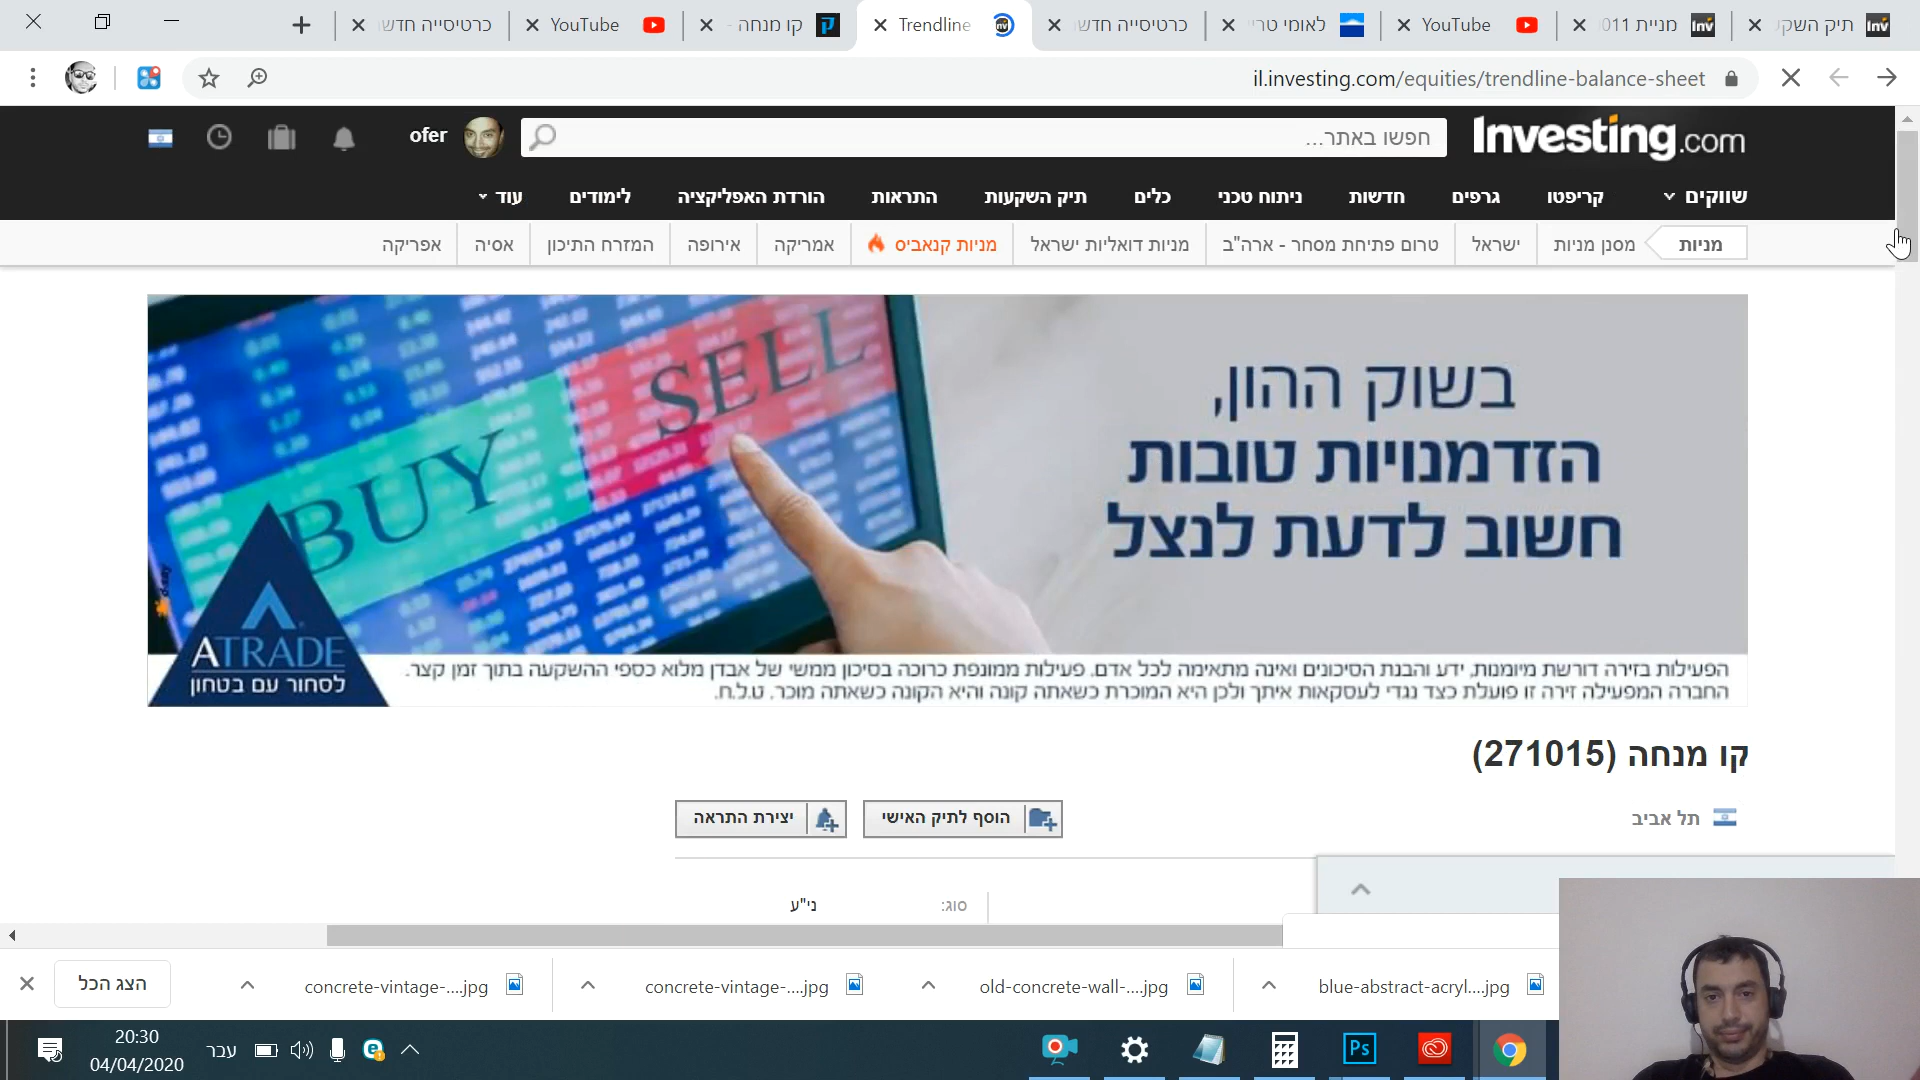 תיק השקע
מניית 011
YouTube
לאומי טרי
כרטיסייה חדש
Trendline
קו מנחה -
YouTube
כרטיסייה חדש
il.investing.com/equities/trendline-balance-sheet
Investing.com
חפשו באתר...
ofer
שווקים
קריפטו
גרפים
חדשות
ניתוח טכני
כלים
תיק השקעות
התראות
הורדת האפליקציה
לימודים
עוד
מניות
מסנן מניות
ישראל
טרום פתיחת מסחר - ארה"ב
מניות דואליות ישראל
מניות קנאביס
אמריקה
אירופה
המזרח התיכון
אסיה
אפריקה
SELL
BUY
בשוק ההון,
הזדמנויות טובות
חשוב לדעת לנצל
ATRADE
לסחור עם בטחון
הפעילות בזירה דורשת מיומנות, ידע והבנת הסיכונים ואינה מתאימה לכל אדם. פעילות ממונפת כרוכה בסיכון ממשי של אבדן מלוא כספי ההשקעה בתוך זמן קצר.
החברה המפעילה זירה זו פועלת כצד נגדי לעסקאות איתך ולכן היא המוכרת כשאתה קונה והיא הקונה כשאתה מוכר. ט.ל.ח.
קו מנחה (271015)
תל אביב
הוסף לתיק האישי
יצירת התראה
סוג:
ני"ע
blue-abstract-acryl....jpg
old-concrete-wall-....jpg
concrete-vintage-....jpg
concrete-vintage-....jpg
הצג הכל
Ps
עבר
20:30
04/04/2020